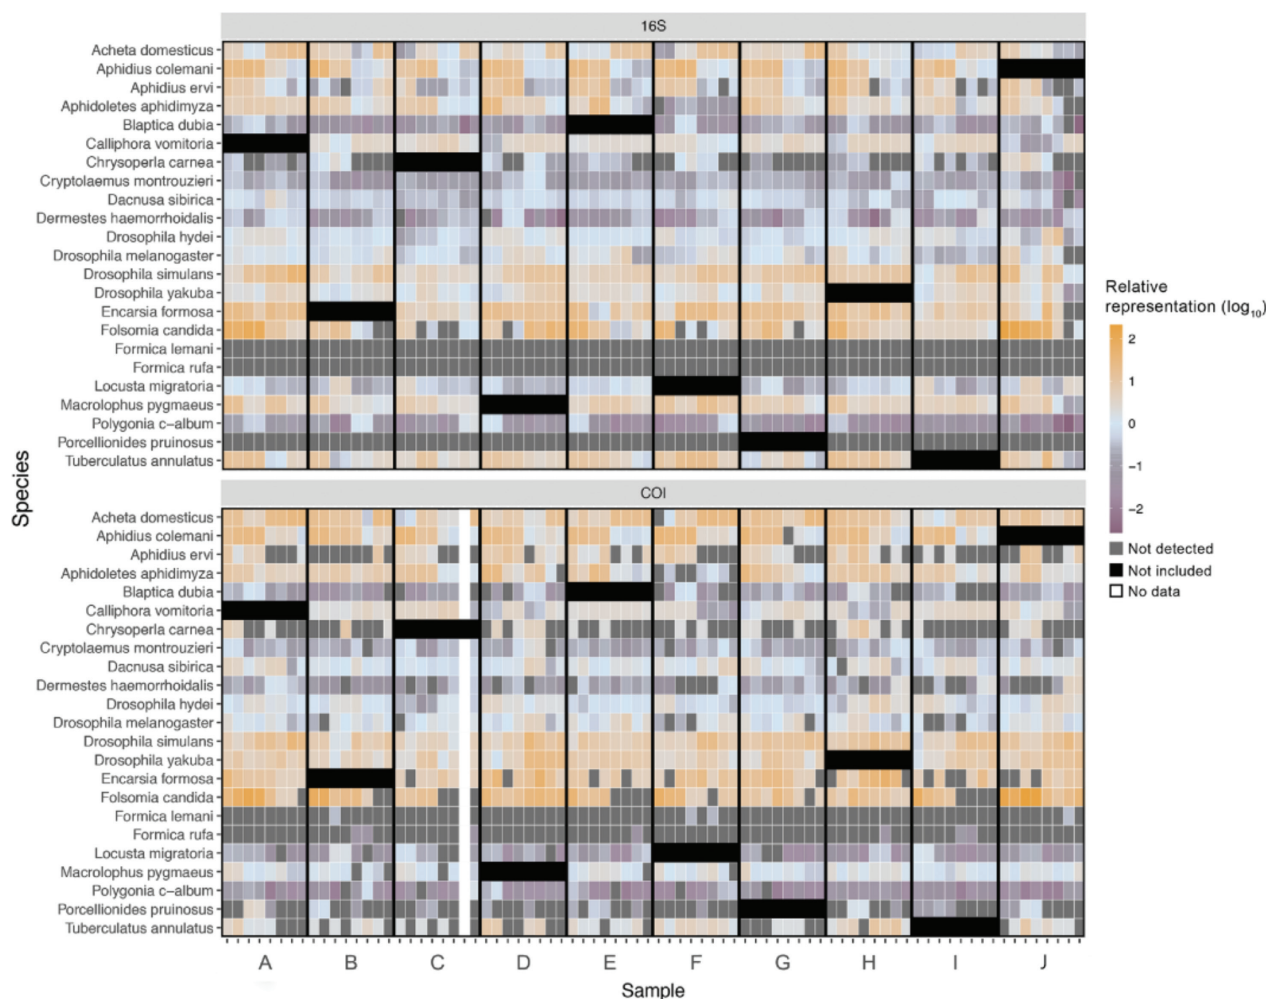 16S
Acheta domesticus
Aphidius colemani
Aphidius ervi
Aphidoletes aphidimyza
Blaptica dubia
Calliphora vomitoria
Chrysoperla carnea
Cryptolaemus montrouzieri
Dacnusa sibirica
Dermestes haemorrhoidalis
Drosophila hydei
Drosophila melanogaster
Drosophila simulans
Drosophila yakuba
Encarsia formosa
Folsomia candida
Formica lemani
Formica rufa
Locusta migratoria
Macrolophus pygmaeus
Polygonia c−album
Porcellionides pruinosus
Tuberculatus annulatus
Species
COI
Acheta domesticus
Aphidius colemani
Aphidius ervi
Aphidoletes aphidimyza
Blaptica dubia
Calliphora vomitoria
Chrysoperla carnea
Cryptolaemus montrouzieri
Dacnusa sibirica
Dermestes haemorrhoidalis
Drosophila hydei
Drosophila melanogaster
Drosophila simulans
Drosophila yakuba
Encarsia formosa
Folsomia candida
Formica lemani
Formica rufa
Locusta migratoria
Macrolophus pygmaeus
Polygonia c−album
Porcellionides pruinosus
Tuberculatus annulatus
A B C D E F G H I J
Sample
Relative
representation (log10)
2
1
0
−1
−2
Not detected
Not included
No data